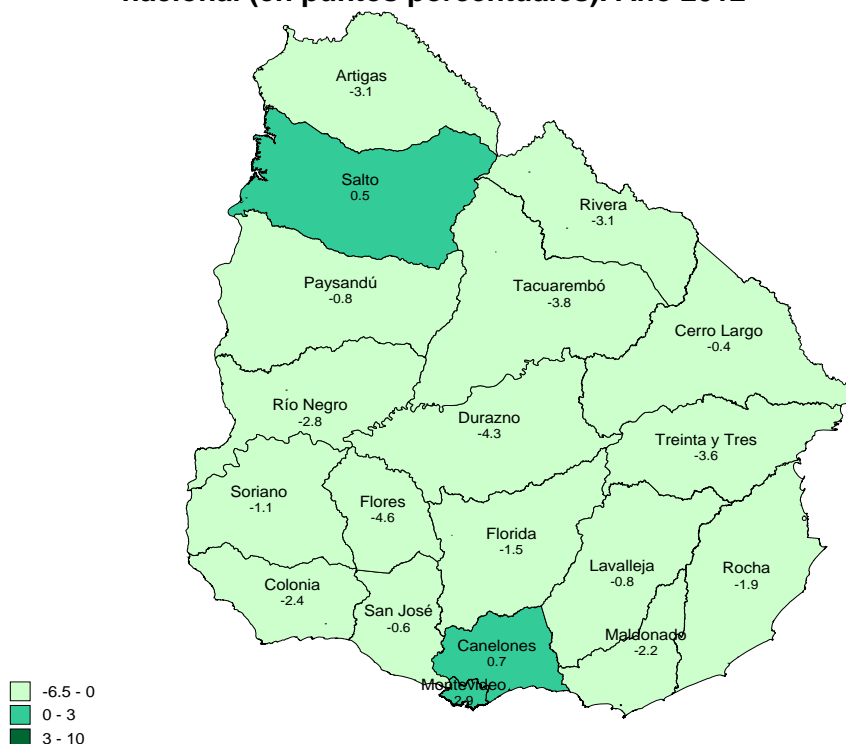 nacional (en puntos porcentuales). Año 2012
Artigas
-3.1
Salto
0.5
Rivera
-3.1
Paysandú
-0.8
Tacuarembó
-3.8
Cerro Largo
-0.4
Río Negro
-2.8
Durazno
-4.3
Treinta y Tres
-3.6
Soriano
-1.1
Flores
-4.6
Florida
-1.5
Lavalleja
-0.8
Rocha
-1.9
Colonia
-2.4
San José
-0.6
Maldonado
-2.2
Canelones
0.7
Montevideo
2.9
-6.5 - 0
0 - 3
3 - 10